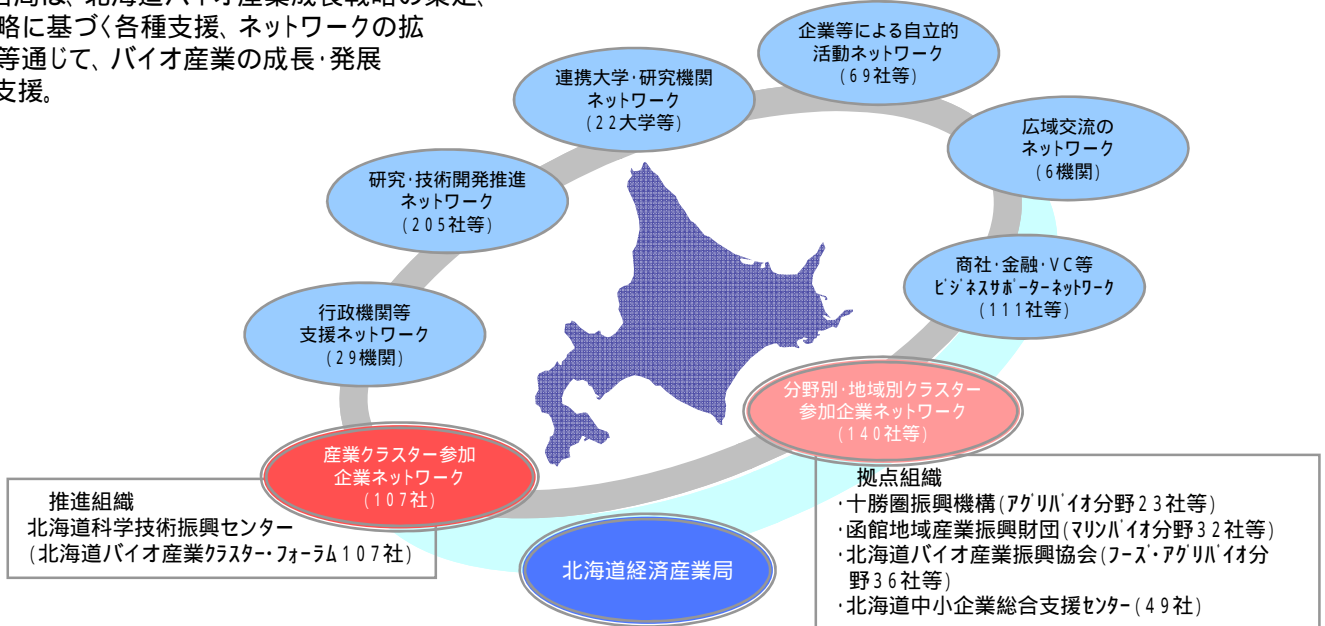 略に基づく各種支援、ネットワークの拡
等通じて、バイオ産業の成長・発展
支援。
企業等による自立的
活動ネットワーク
(69社等)
連携大学・研究機関
ネットワーク
(22大学等)
広域交流の
ネットワーク
(6機関)
研究・技術開発推進
ネットワーク
(205社等)
商社・金融・VC等
ビジネスサポーターネットワーク
(111社等)
行政機関等
支援ネットワーク
(29機関)
分野別・地域別クラスター
参加企業ネットワーク
(140社等)
産業クラスター参加
企業ネットワーク
(107社)
推進組織
北海道科学技術振興センター
(北海道バイオ産業クラスター・フォーラム107社)
北海道経済産業局
拠点組織
・十勝圏振興機構(アグリバイオ分野23社等)
・函館地域産業振興財団(マリンバイオ分野32社等)
・北海道バイオ産業振興協会(フーズ・アグリバイオ分
野36社等)
・北海道中小企業総合支援センター(49社)